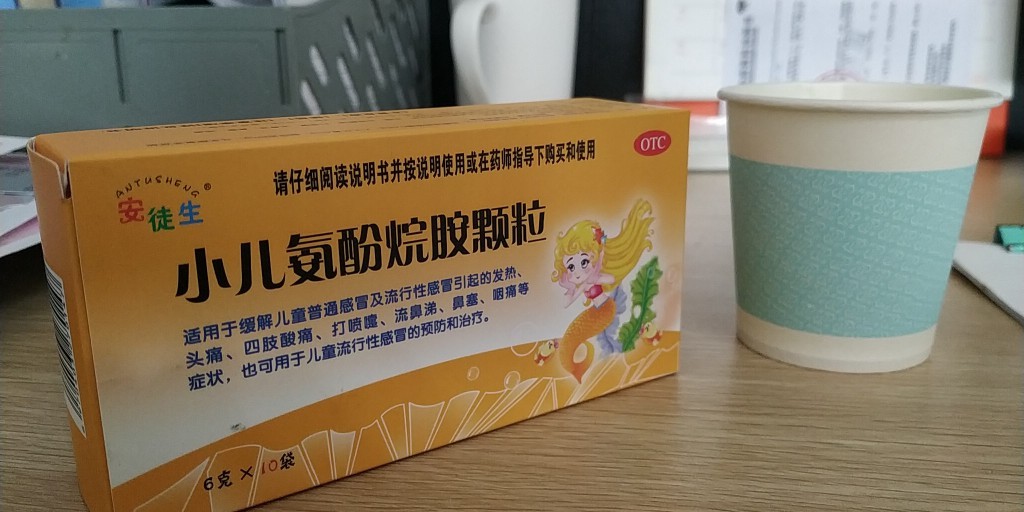 请仔细阅读说明书并按说明使用或在药师指导下购买和使用
OTC
ANTUSHENG®
安徒生
小儿氨酚烷胺颗粒
适用于缓解儿童普通感冒及流行性感冒引起的发热、
头痛、四肢酸痛、打喷嚏、流鼻涕、鼻塞、咽痛等
症状，也可用于儿童流行性感冒的预防和治疗。
6克×10袋